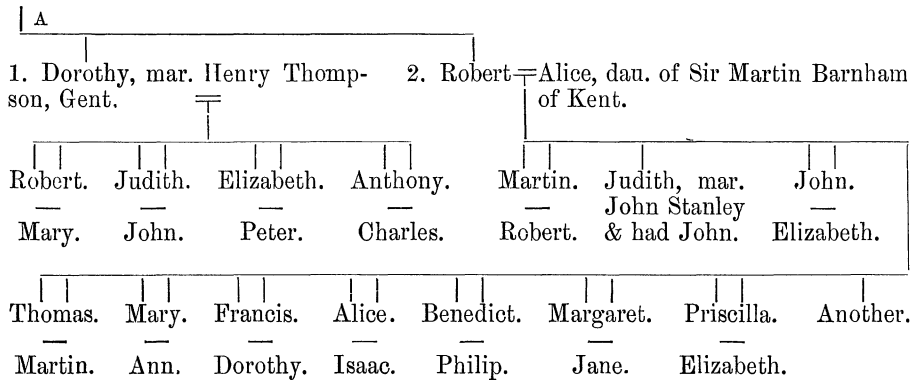 A
1. Dorothy, mar. Henry Thomp- 2. Robert=Alice, dau. of Sir Martin Barnham
son, Gent. of Kent.
Robert. Judith. Elizabeth. Anthony. Martin. Judith, mar. John.
John Stanley
Mary. John. Peter. Charles. Robert. & had John. Elizabeth.
Thomas. Mary. Francis. Alice. Benedict. Margaret. Priscilla. Another.
Martin. Ann. Dorothy. Isaac. Philip. Jane. Elizabeth.